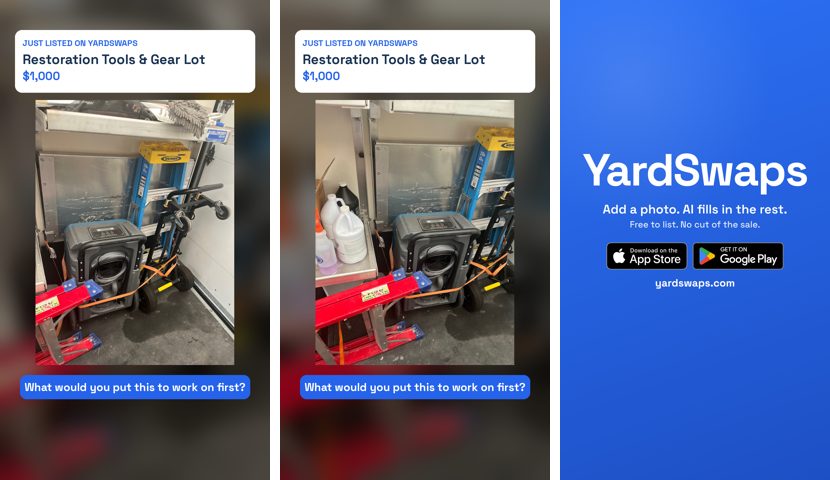 JUST LISTED ON YARDSWAPS
Restoration Tools & Gear Lot
$1,000
What would you put this to work on first?
JUST LISTED ON YARDSWAPS
Restoration Tools & Gear Lot
$1,000
What would you put this to work on first?
YardSwaps
Add a photo. AI fills in the rest.
Free to list. No cut of the sale.
Download on the
App Store
GET IT ON
Google Play
yardswaps.com